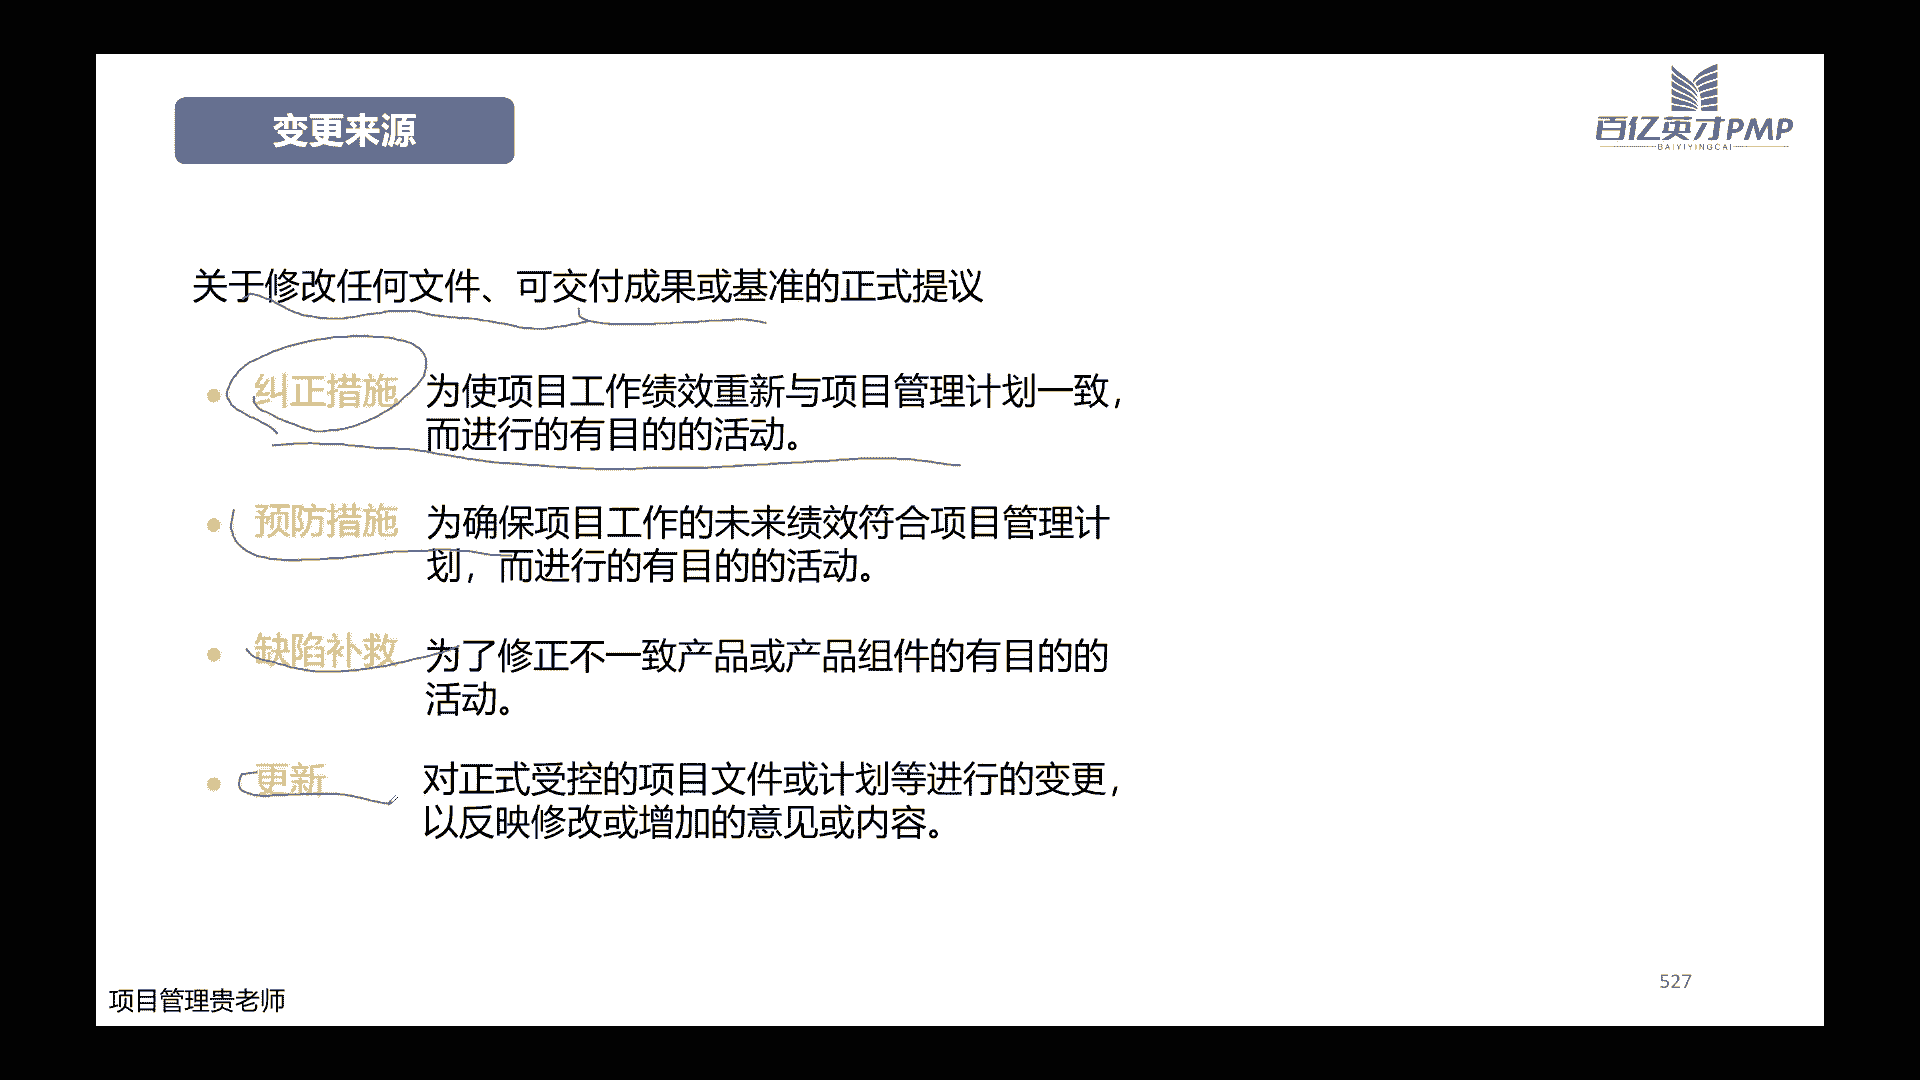 变更来源
百亿英才PMP
BAIYIYINGCAI
关于修改任何文件、可交付成果或基准的正式提议
纠正措施 为使项目工作绩效重新与项目管理计划一致，
而进行的有目的的活动。
预防措施 为确保项目工作的未来绩效符合项目管理计
划，而进行的有目的的活动。
缺陷补救 为了修正不一致产品或产品组件的有目的的
活动。
更新 对正式受控的项目文件或计划等进行的变更，
以反映修改或增加的意见或内容。
527
项目管理贵老师